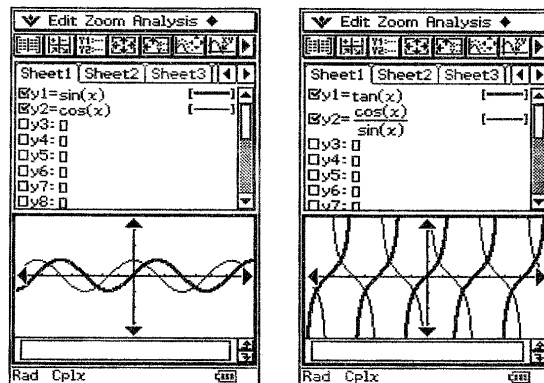 Edit Zoom Analysis
Sheet1 Sheet2 Sheet3
y1=sin(x)
y2=cos(x)
y3:
y4:
y5:
y6:
y7:
y8:
Rad Cplx
Edit Zoom Analysis
Sheet1 Sheet2 Sheet3
y1=tan(x)
y2=cos(x)/sin(x)
y3:
y4:
y5:
y6:
y7:
Rad Cplx